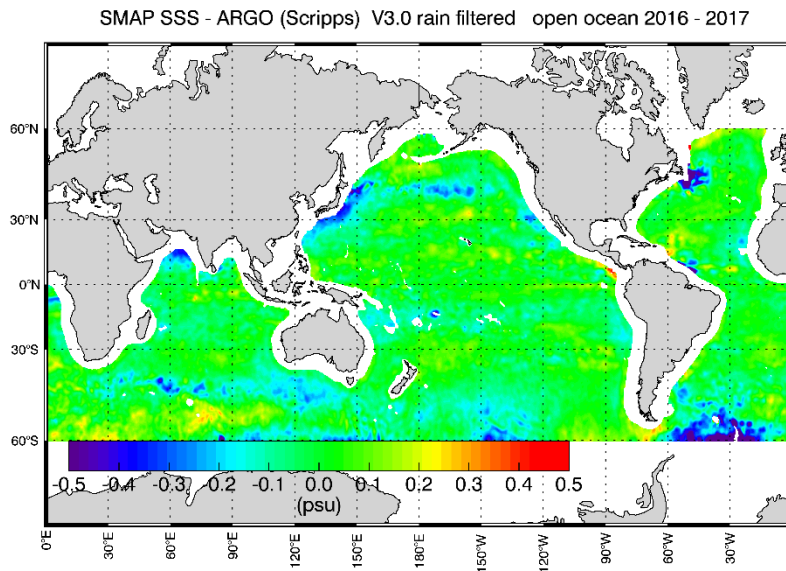 SMAP SSS - ARGO (Scripps) V3.0 rain filtered open ocean 2016 - 2017
60°N
30°N
0°N
30°S
60°S
-0.5 -0.4 -0.3 -0.2 -0.1 0.0 0.1 0.2 0.3 0.4 0.5
(psu)
0°E 30°E 60°E 90°E 120°E 150°E 180°E 150°W 120°W 90°W 60°W 30°W